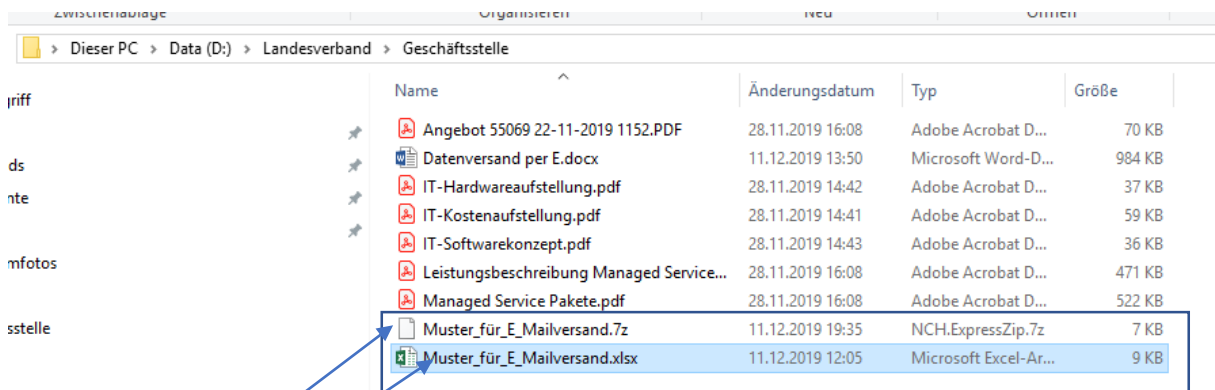 Zwischenablage Organisieren Neu Öffnen
> Dieser PC > Data (D:) > Landesverband > Geschäftsstelle
griff Name Änderungsdatum Typ Größe
Angebot 55069 22-11-2019 1152.PDF 28.11.2019 16:08 Adobe Acrobat D... 70 KB
ds Datenversand per E.docx 11.12.2019 13:50 Microsoft Word-D... 984 KB
IT-Hardwareaufstellung.pdf 28.11.2019 14:42 Adobe Acrobat D... 37 KB
nte IT-Kostenaufstellung.pdf 28.11.2019 14:41 Adobe Acrobat D... 59 KB
IT-Softwarekonzept.pdf 28.11.2019 14:43 Adobe Acrobat D... 36 KB
mfotos Leistungsbeschreibung Managed Service... 28.11.2019 16:08 Adobe Acrobat D... 471 KB
Managed Service Pakete.pdf 28.11.2019 16:08 Adobe Acrobat D... 522 KB
sstelle Muster_für_E_Mailversand.7z 11.12.2019 19:35 NCH.ExpressZip.7z 7 KB
Muster_für_E_Mailversand.xlsx 11.12.2019 12:05 Microsoft Excel-Ar... 9 KB